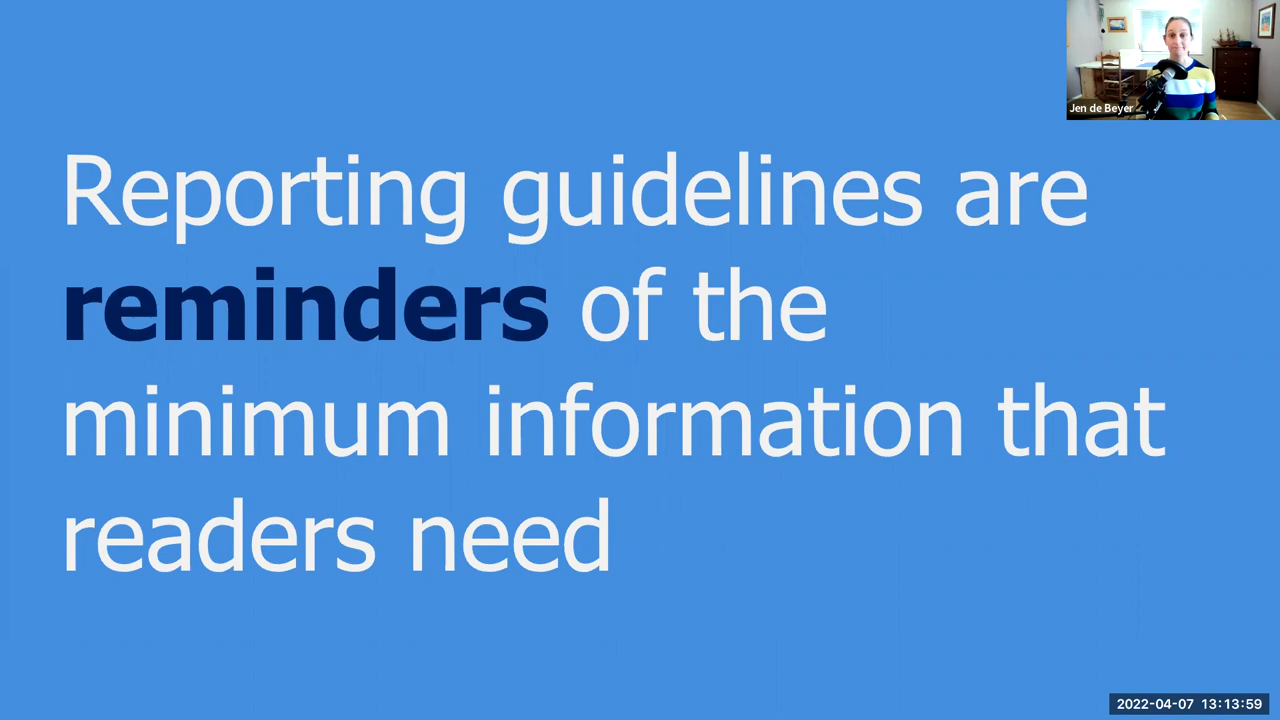 Jen de Beyer
Reporting guidelines are
reminders of the
minimum information that
readers need
2022-04-07 13:13:59